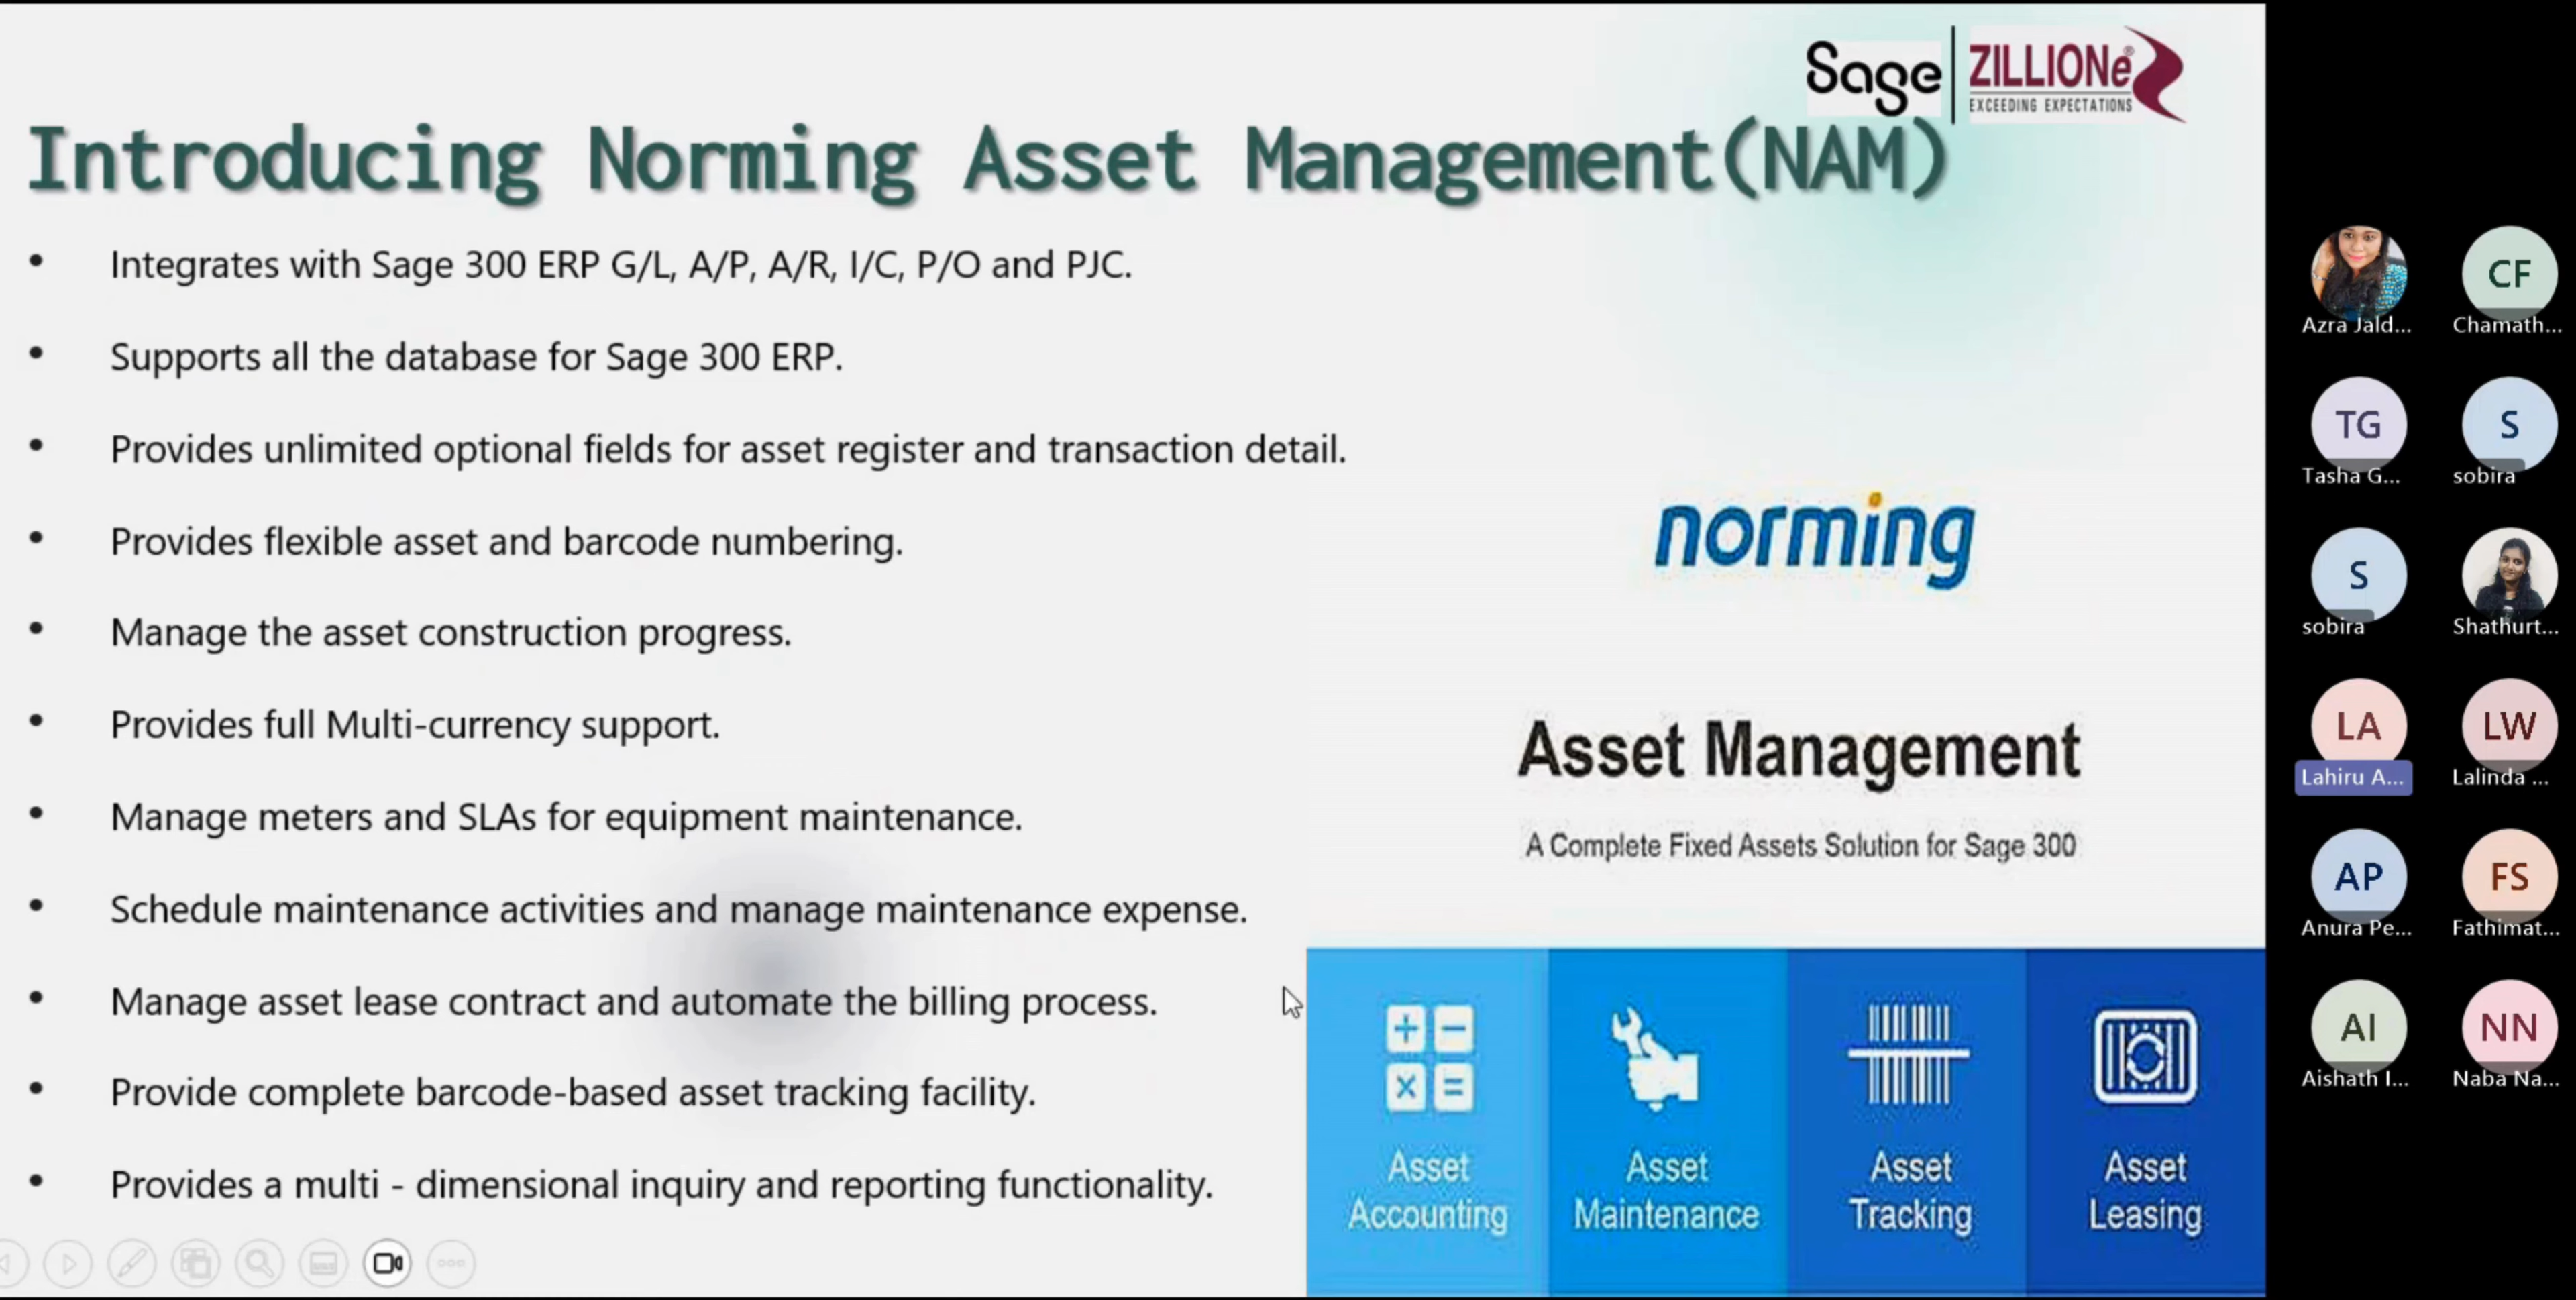 Sage
ZILLIONe®
EXCEEDING EXPECTATIONS
Introducing Norming Asset Management(NAM)
• Integrates with Sage 300 ERP G/L, A/P, A/R, I/C, P/O and PJC.
• Supports all the database for Sage 300 ERP.
• Provides unlimited optional fields for asset register and transaction detail.
• Provides flexible asset and barcode numbering.
• Manage the asset construction progress.
• Provides full Multi-currency support.
• Manage meters and SLAs for equipment maintenance.
• Schedule maintenance activities and manage maintenance expense.
• Manage asset lease contract and automate the billing process.
• Provide complete barcode-based asset tracking facility.
• Provides a multi - dimensional inquiry and reporting functionality.
norming
Asset Management
A Complete Fixed Assets Solution for Sage 300
Asset
Accounting
Asset
Maintenance
Asset
Tracking
Asset
Leasing
CF
Azra Jald...
Chamath...
TG
S
Tasha G...
sobira
S
sobira
Shathurt...
LA
LW
Lahiru A...
Lalinda ...
AP
FS
Anura Pe...
Fathimat...
AI
NN
Aishath I...
Naba Na...